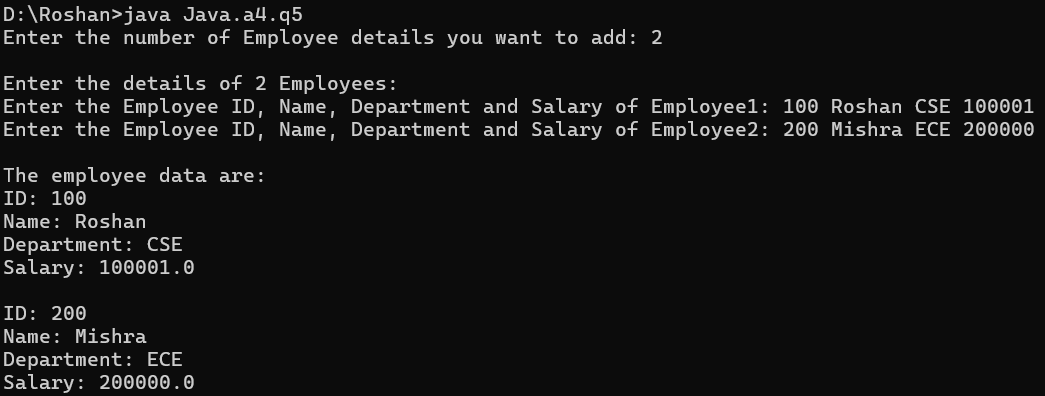 D:\Roshan>java Java.a4.q5
Enter the number of Employee details you want to add: 2
Enter the details of 2 Employees:
Enter the Employee ID, Name, Department and Salary of Employee1: 100 Roshan CSE 100001
Enter the Employee ID, Name, Department and Salary of Employee2: 200 Mishra ECE 200000
The employee data are:
ID: 100
Name: Roshan
Department: CSE
Salary: 100001.0
ID: 200
Name: Mishra
Department: ECE
Salary: 200000.0